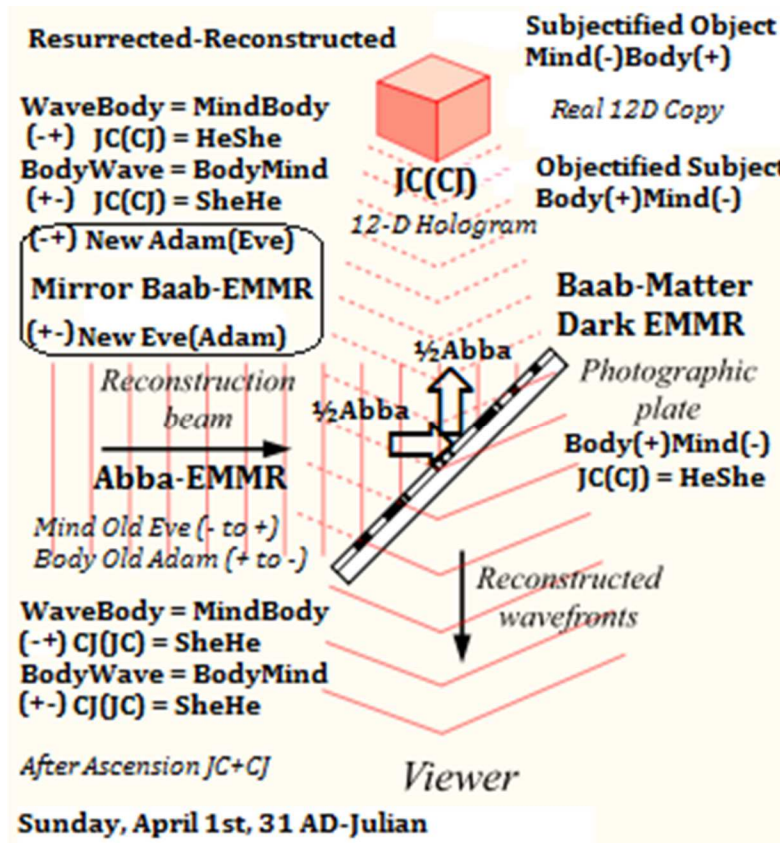 Resurrected-Reconstructed
Subjectified Object
Mind(-)Body(+)
Real 12D Copy
WaveBody = MindBody
(-+) JC(CJ) = HeShe
BodyWave = BodyMind
(+-) JC(CJ) = SheHe
JC(CJ)
12-D Hologram
Objectified Subject
Body(+)Mind(-)
(-+) New Adam(Eve)
Mirror Baab-EMMR
(+-) New Eve(Adam)
Baab-Matter
Dark EMMR
½Abba
½Abba
Reconstruction
beam
Abba-EMMR
Photographic
plate
Body(+)Mind(-)
JC(CJ) = HeShe
Mind Old Eve (- to +)
Body Old Adam (+ to -)
Reconstructed
wavefronts
WaveBody = MindBody
(-+) CJ(JC) = SheHe
BodyWave = BodyMind
(+-) CJ(JC) = SheHe
After Ascension JC+CJ
Viewer
Sunday, April 1st, 31 AD-Julian